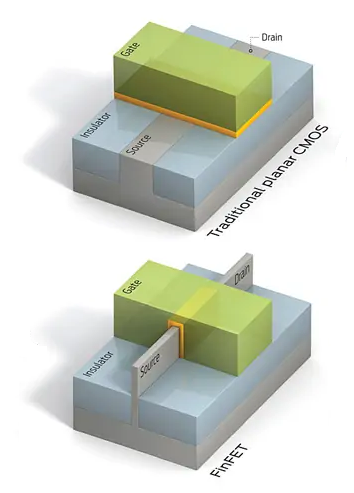 Drain
Gate
Insulator
Source
Traditional planar CMOS
Drain
Gate
Source
Insulator
FinFET